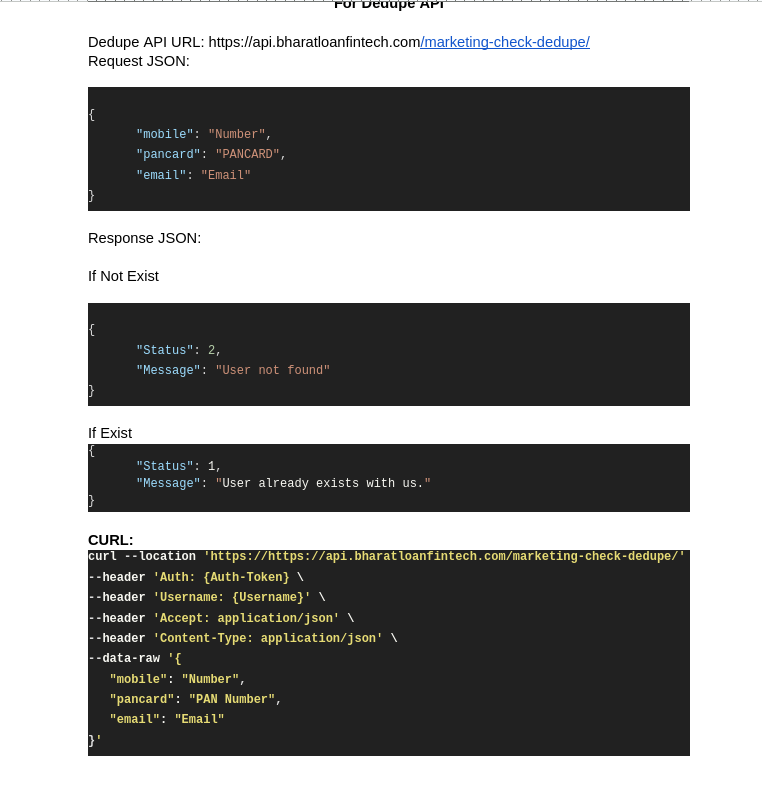 For Dedupe API
Dedupe API URL: https://api.bharatloanfintech.com/marketing-check-dedupe/
Request JSON:
{
"mobile": "Number",
"pancard": "PANCARD",
"email": "Email"
}
Response JSON:
If Not Exist
{
"Status": 2,
"Message": "User not found"
}
If Exist
{
"Status": 1,
"Message": "User already exists with us."
}
CURL:
curl --location 'https://https://api.bharatloanfintech.com/marketing-check-dedupe/'
--header 'Auth: {Auth-Token} \
--header 'Username: {Username}' \
--header 'Accept: application/json' \
--header 'Content-Type: application/json' \
--data-raw '{
"mobile": "Number",
"pancard": "PAN Number",
"email": "Email"
}'